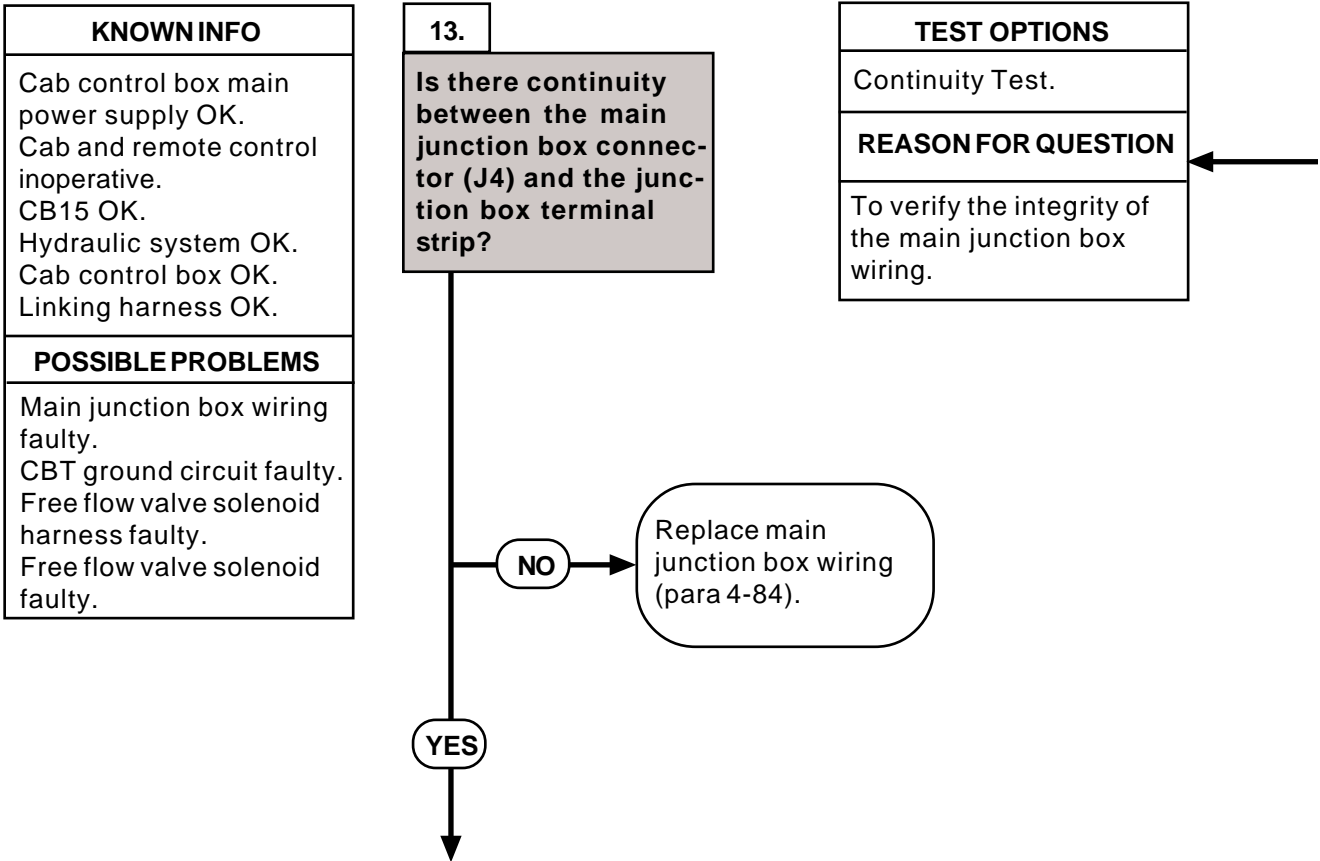 KNOWN INFO
Cab control box main
power supply OK.
Cab and remote control
inoperative.
CB15 OK.
Hydraulic system OK.
Cab control box OK.
Linking harness OK.
POSSIBLE PROBLEMS
Main junction box wiring
faulty.
CBT ground circuit faulty.
Free flow valve solenoid
harness faulty.
Free flow valve solenoid
faulty.
13.
Is there continuity
between the main
junction box connec-
tor (J4) and the junc-
tion box terminal
strip?
TEST OPTIONS
Continuity Test.
REASON FOR QUESTION
To verify the integrity of
the main junction box
wiring.
NO
Replace main
junction box wiring
(para 4-84).
YES